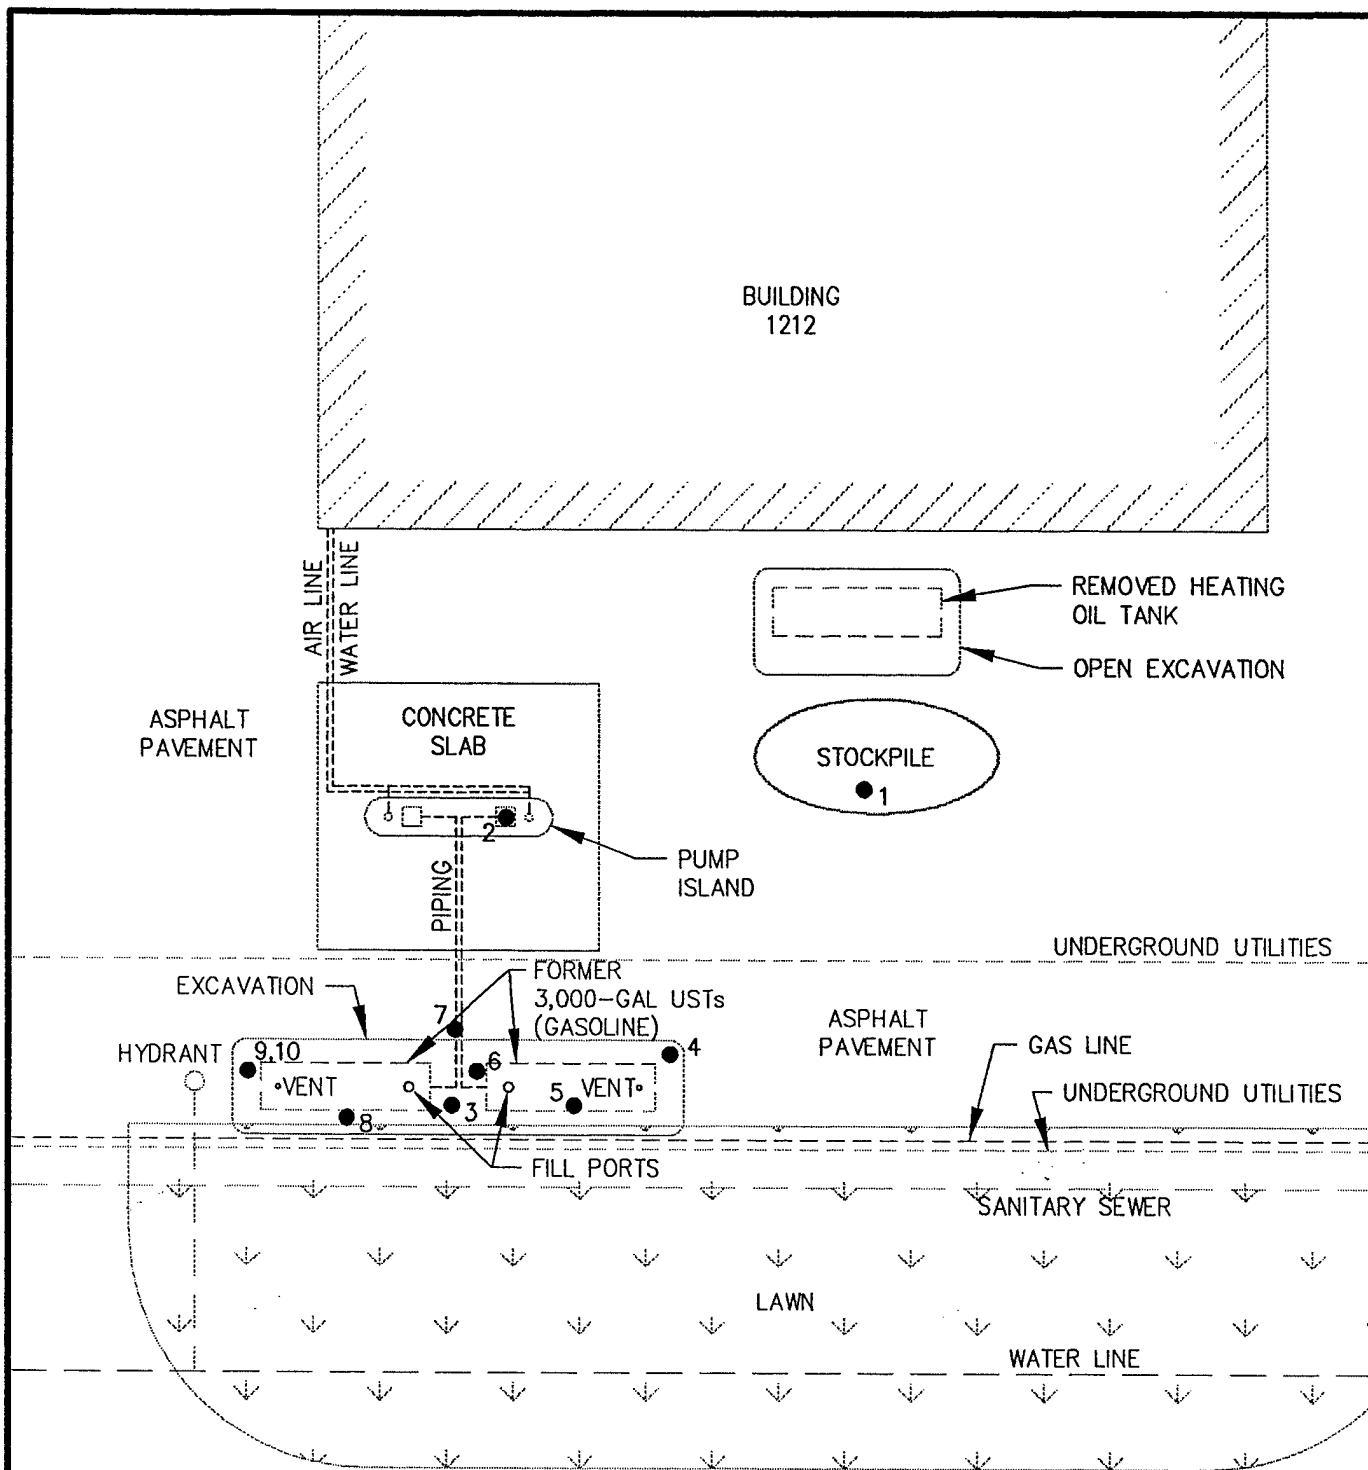 BUILDING
1212
AIR LINE
WATER LINE
REMOVED HEATING
OIL TANK
OPEN EXCAVATION
ASPHALT
PAVEMENT
CONCRETE
SLAB
STOCKPILE
1
2
PUMP
ISLAND
PIPING
UNDERGROUND UTILITIES
EXCAVATION
FORMER
3,000-GAL USTs
(GASOLINE)
7
ASPHALT
PAVEMENT
GAS LINE
HYDRANT
9,10
6
4
VENT
5
VENT
UNDERGROUND UTILITIES
3
8
FILL PORTS
SANITARY SEWER
LAWN
WATER LINE